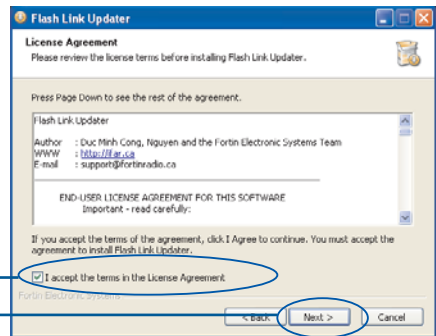 Flash Link Updater
License Agreement
Please review the license terms before installing Flash Link Updater.
Press Page Down to see the rest of the agreement.
Flash Link Updater
Author : Duc Minh Cong, Nguyen and the Fortin Electronic Systems Team
WWW : http://ifar.ca
E-mail : support@fortinradio.ca
END-USER LICENSE AGREEMENT FOR THIS SOFTWARE
Important - read carefully:
If you accept the terms of the agreement, click I Agree to continue. You must accept the
agreement to install Flash Link Updater.
I accept the terms in the License Agreement
Fortin Electronic Systems
< Back
Next >
Cancel